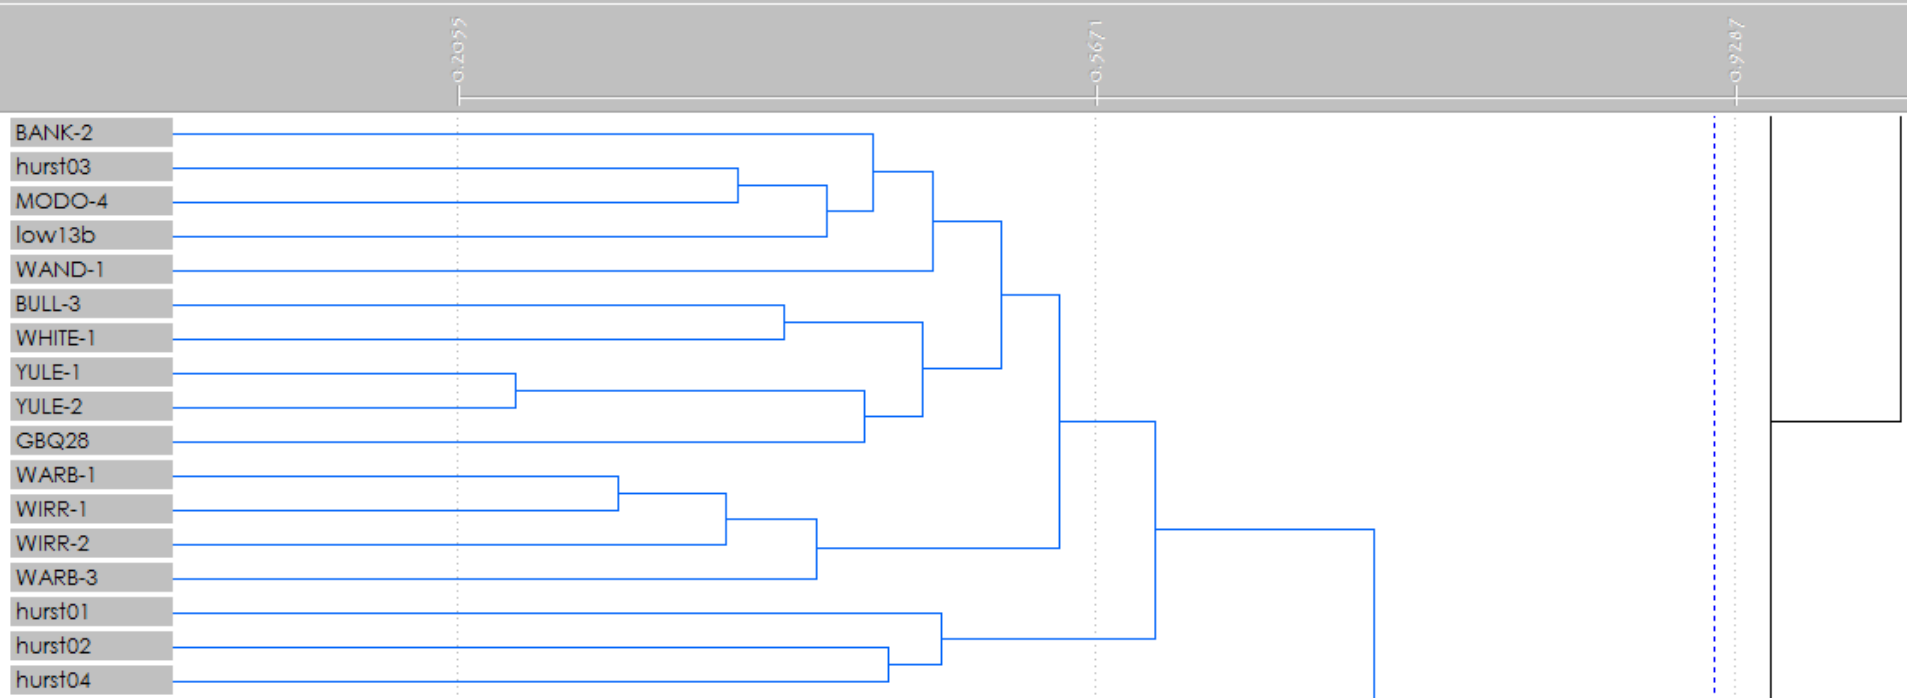 0.2055
0.5671
0.9287
BANK-2
hurst03
MODO-4
low13b
WAND-1
BULL-3
WHITE-1
YULE-1
YULE-2
GBQ28
WARB-1
WIRR-1
WIRR-2
WARB-3
hurst01
hurst02
hurst04